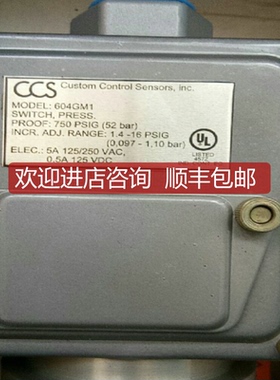 CCS Custom Control Sensors, Inc.
MODEL: 604GM1
SWITCH, PRESS.
PROOF: 750 PSIG (52 bar)
INCR. ADJ. RANGE: 1.4 -16 PSIG
(0,097 - 1,10 bar)
ELEC.: 5A 125/250 VAC,
0.5A 125 VDC
UL
LISTED
欢迎进店咨询 顺丰包邮